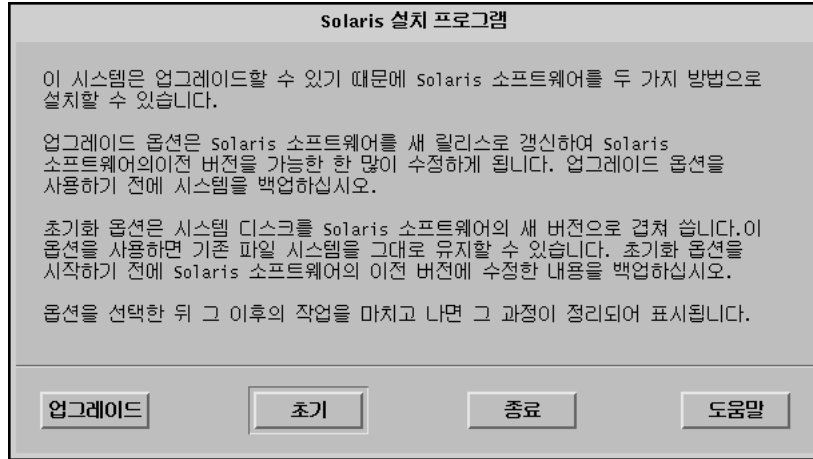 Solaris 설치 프로그램
이 시스템은 업그레이드할 수 있기 때문에 Solaris 소프트웨어를 두 가지 방법으로
설치할 수 있습니다.
업그레이드 옵션은 Solaris 소프트웨어를 새 릴리스로 갱신하여 Solaris
소프트웨어의이전 버전을 가능한 한 많이 수정하게 됩니다. 업그레이드 옵션을
사용하기 전에 시스템을 백업하십시오.
초기화 옵션은 시스템 디스크를 Solaris 소프트웨어의 새 버전으로 겹쳐 씁니다.이
옵션을 사용하면 기존 파일 시스템을 그대로 유지할 수 있습니다. 초기화 옵션을
시작하기 전에 Solaris 소프트웨어의 이전 버전에 수정한 내용을 백업하십시오.
옵션을 선택한 뒤 그 이후의 작업을 마치고 나면 그 과정이 정리되어 표시됩니다.
업그레이드
초기
종료
도움말